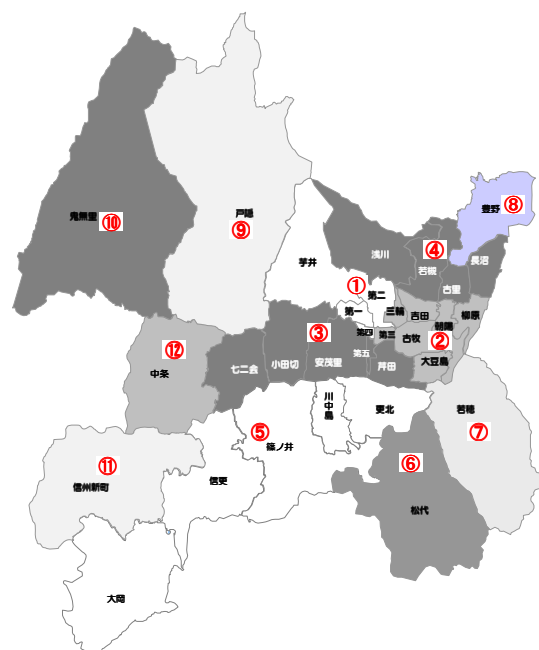 鬼無里
⑩
戸隠
⑨
豊野
⑧
浅川
④
若槻
長沼
古里
芋井
①
第二
第一
三輪
吉田
柳原
朝陽
③
第四
第三
古牧
②
大豆島
七二会
小田切
安茂里
第五
芹田
⑫
中条
川中島
更北
若穂
⑦
⑤
篠ノ井
⑥
松代
⑪
信州新町
信更
大岡